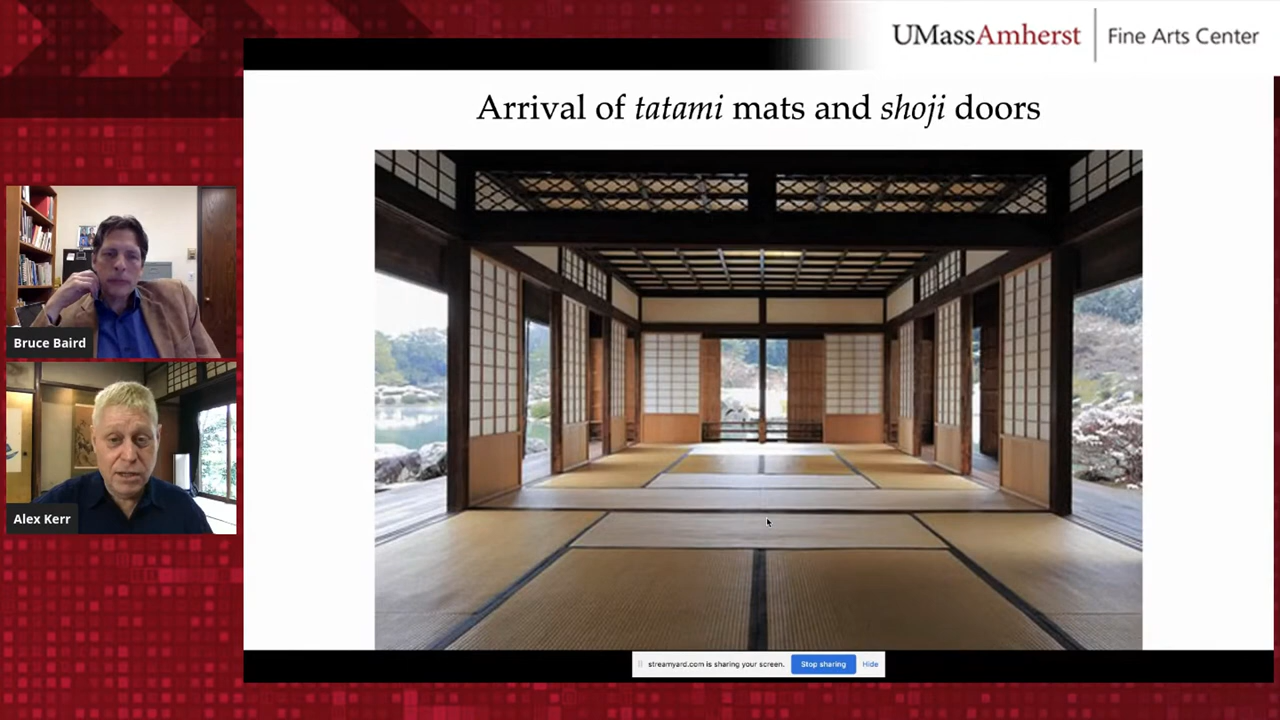 UMassAmherst | Fine Arts Center
Arrival of tatami mats and shoji doors
Bruce Baird
Alex Kerr
streamyard.com is sharing your screen. Stop sharing Hide